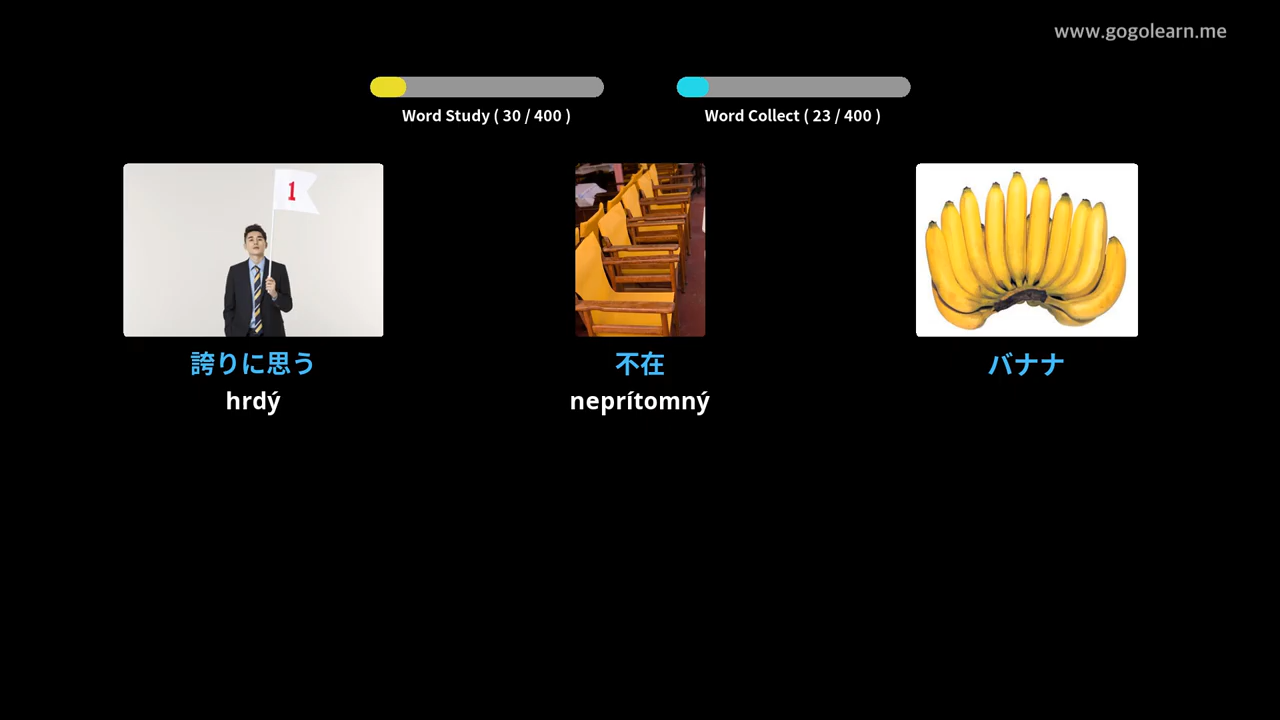 www.gogolearn.me
Word Study ( 30 / 400 )
Word Collect ( 23 / 400 )
1
誇りに思う
不在
バナナ
hrdý
neprítomný